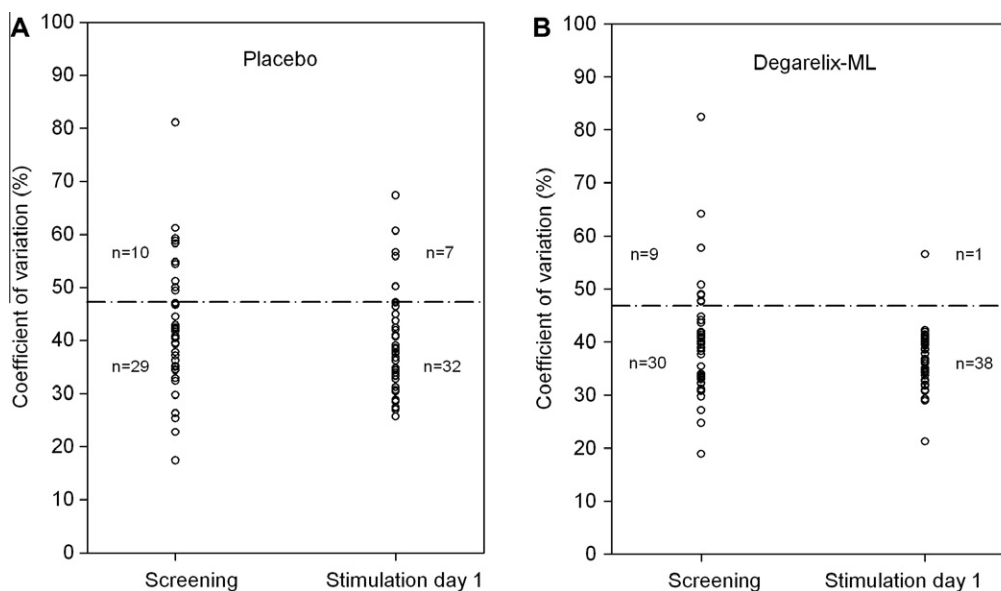 A
Placebo
Coefficient of variation (%)
100
90
80
70
60
50
40
30
20
10
0
n=10
n=7
n=29
n=32
Screening
Stimulation day 1
B
Degarelix-ML
Coefficient of variation (%)
100
90
80
70
60
50
40
30
20
10
0
n=9
n=1
n=30
n=38
Screening
Stimulation day 1